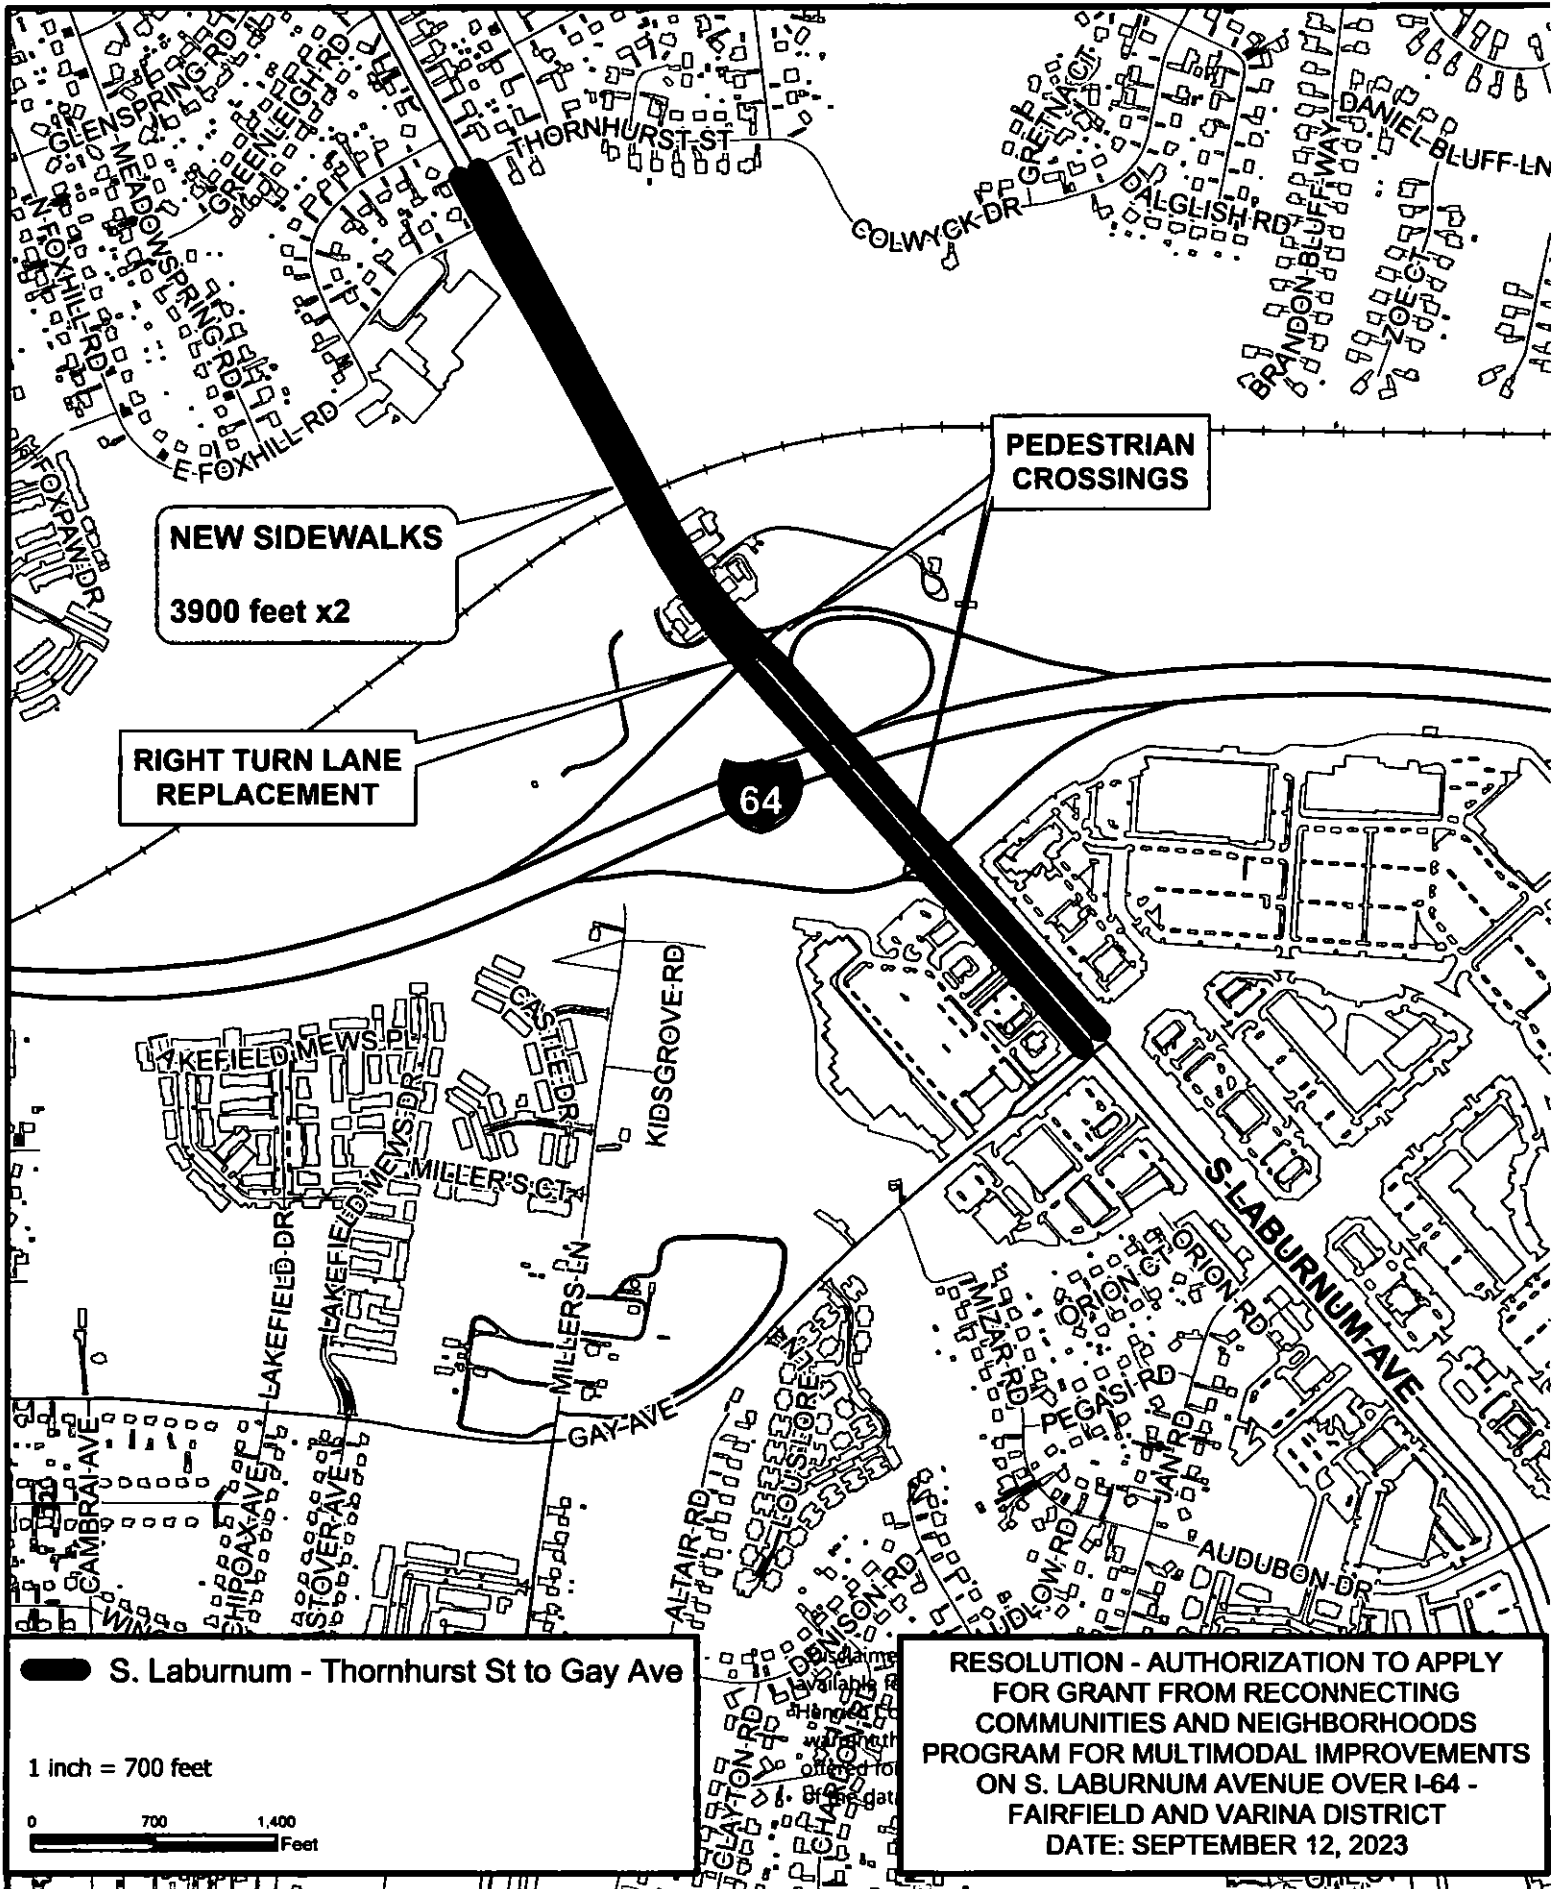 GLENSPRING-RD
GREENLEIGH-RD
MEADOWSPRING-RD
N-FOXHILL-RD
E-FOXHILL-RD
FOXPAW-DR
THORNHURST-ST
COLWYCK-DR
GRETNA CT
DALGLISH RD
BRANDON-BLUFF-WAY
DANIEL-BLUFF-LN
ZOE-CT
PEDESTRIAN
CROSSINGS
NEW SIDEWALKS
3900 feet x2
RIGHT TURN LANE
REPLACEMENT
64
AKEFIELD MEWS-PL
CASTLE-DR
KIDSGROVE-RD
LAKEFIELD-MEWS-DR
MILLER'S-CT
LAKEFIELD-DR
MILLERS-LN
GAY-AVE
S-LABURNUM-AVE
ORION CT
ORION-RD
MIZAR-RD
PEGASI-RD
JAN-RD
CAMBRAI-AVE
CHIPOAX-AVE
STOVER-AVE
ALTAIR-RD
AUDUBON-DR
DENISON-RD
UDLOW-RD
CLAYTON-RD
S. Laburnum - Thornhurst St to Gay Ave
1 inch = 700 feet
0 700 1,400
Feet
RESOLUTION - AUTHORIZATION TO APPLY
FOR GRANT FROM RECONNECTING
COMMUNITIES AND NEIGHBORHOODS
PROGRAM FOR MULTIMODAL IMPROVEMENTS
ON S. LABURNUM AVENUE OVER I-64 -
FAIRFIELD AND VARINA DISTRICT
DATE: SEPTEMBER 12, 2023